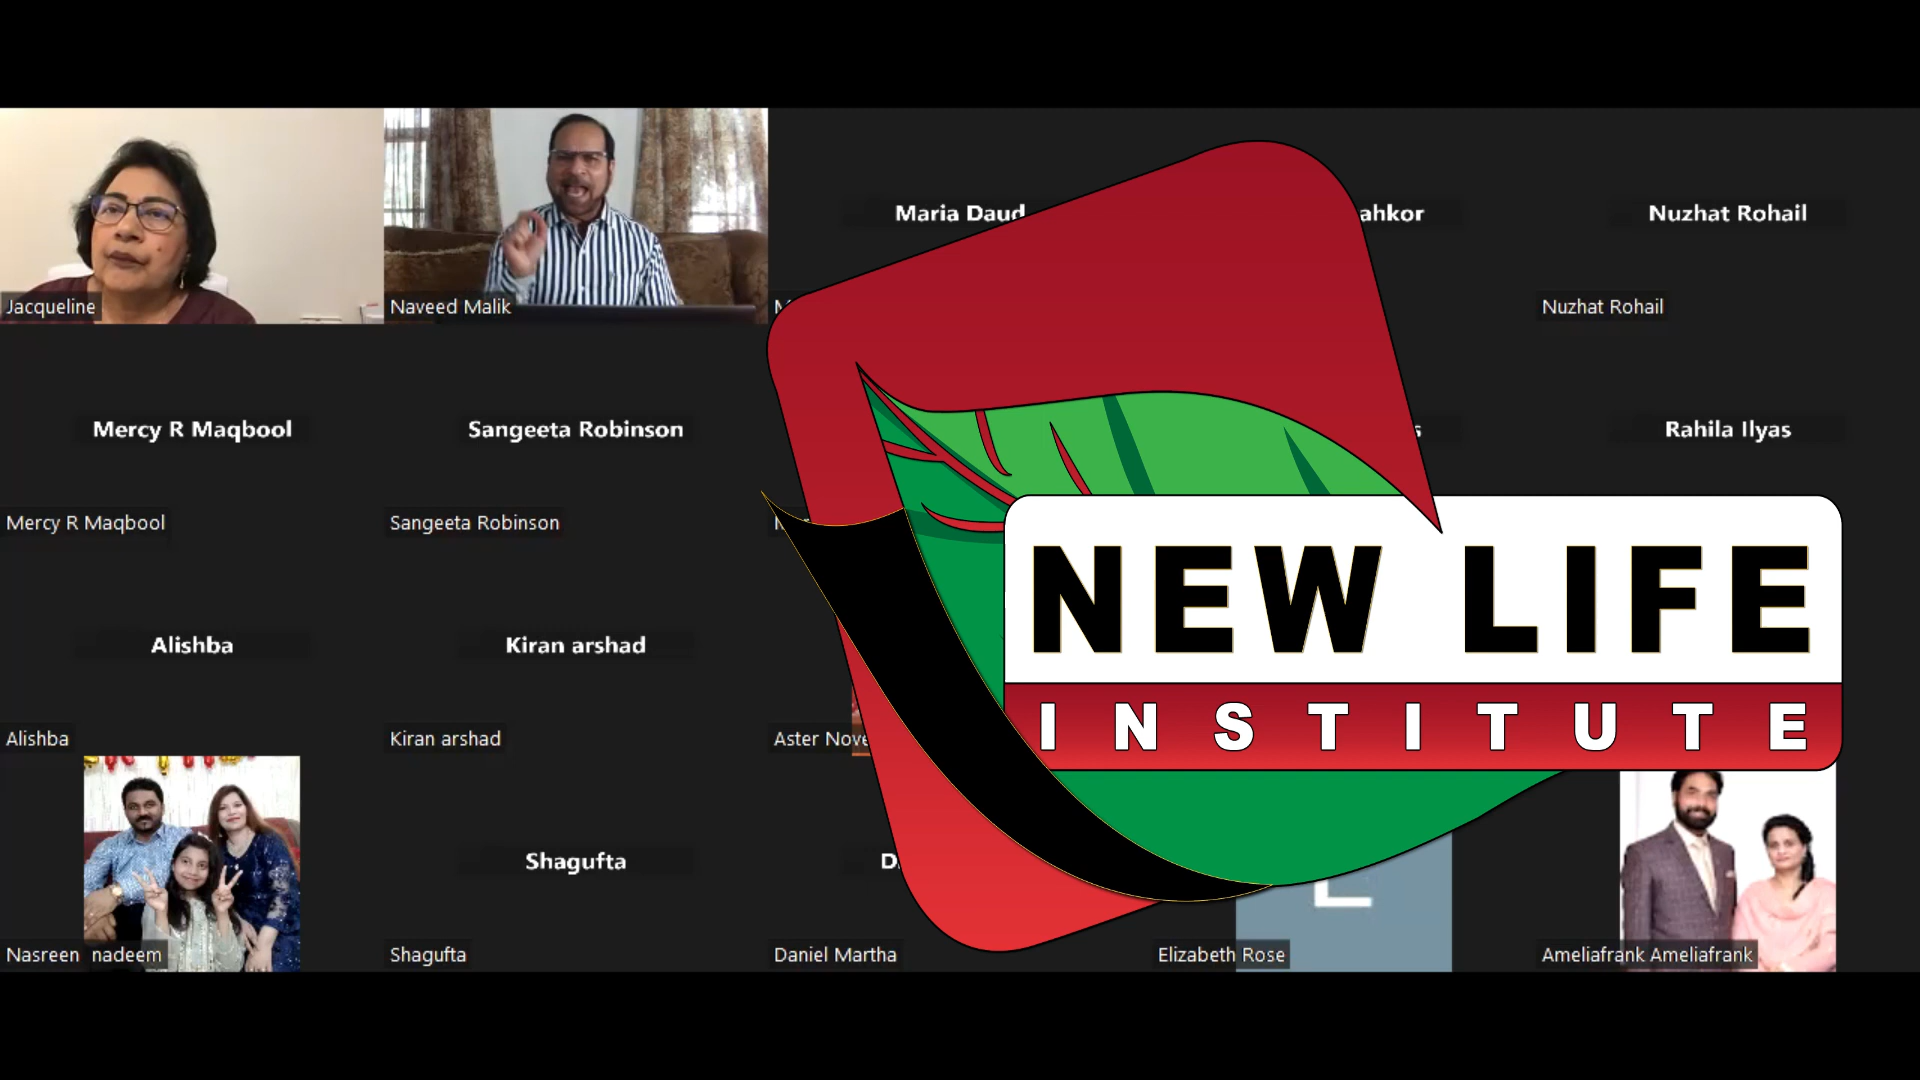 Maria Daud
ahkor
Nuzhat Rohail
Jacqueline
Naveed Malik
Nuzhat Rohail
Mercy R Maqbool
Sangeeta Robinson
Rahila Ilyas
Mercy R Maqbool
Sangeeta Robinson
NEW LIFE
INSTITUTE
Alishba
Kiran arshad
Alishba
Kiran arshad
Aster Nove
Shagufta
D
E
Nasreen nadeem
Shagufta
Daniel Martha
Elizabeth Rose
Ameliafrank Ameliafrank